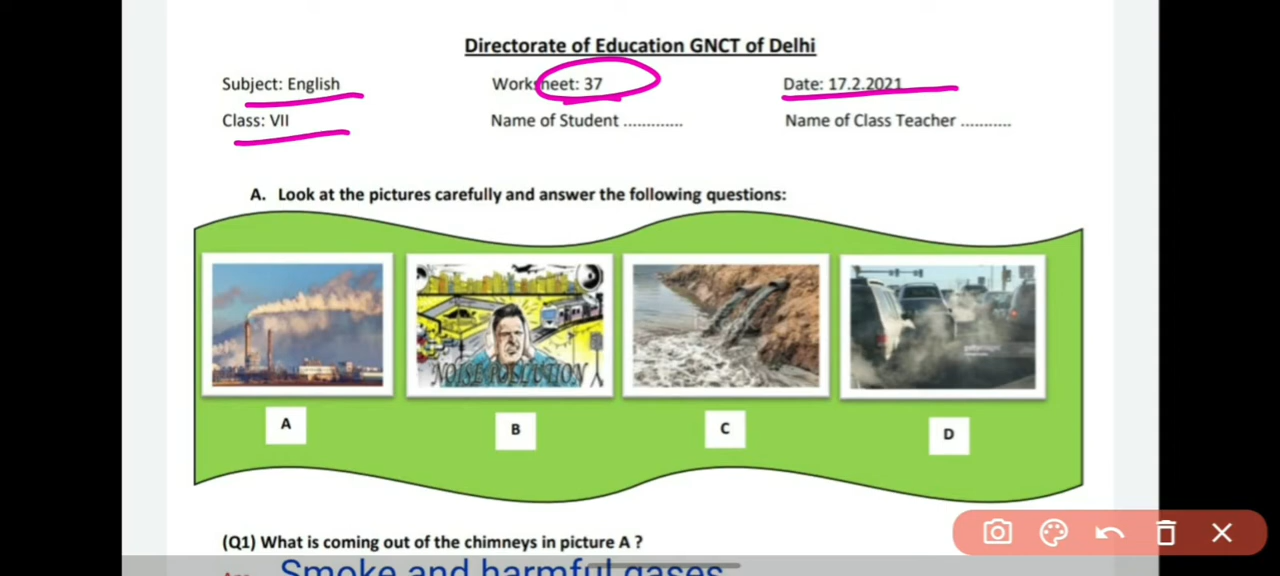 Directorate of Education GNCT of Delhi
Subject: English Worksheet: 37 Date: 17.2.2021
Class: VII Name of Student ............. Name of Class Teacher ...........
A. Look at the pictures carefully and answer the following questions:
NOISE POLLUTION
A B C D
(Q1) What is coming out of the chimneys in picture A ?
Smoke and harmful gases